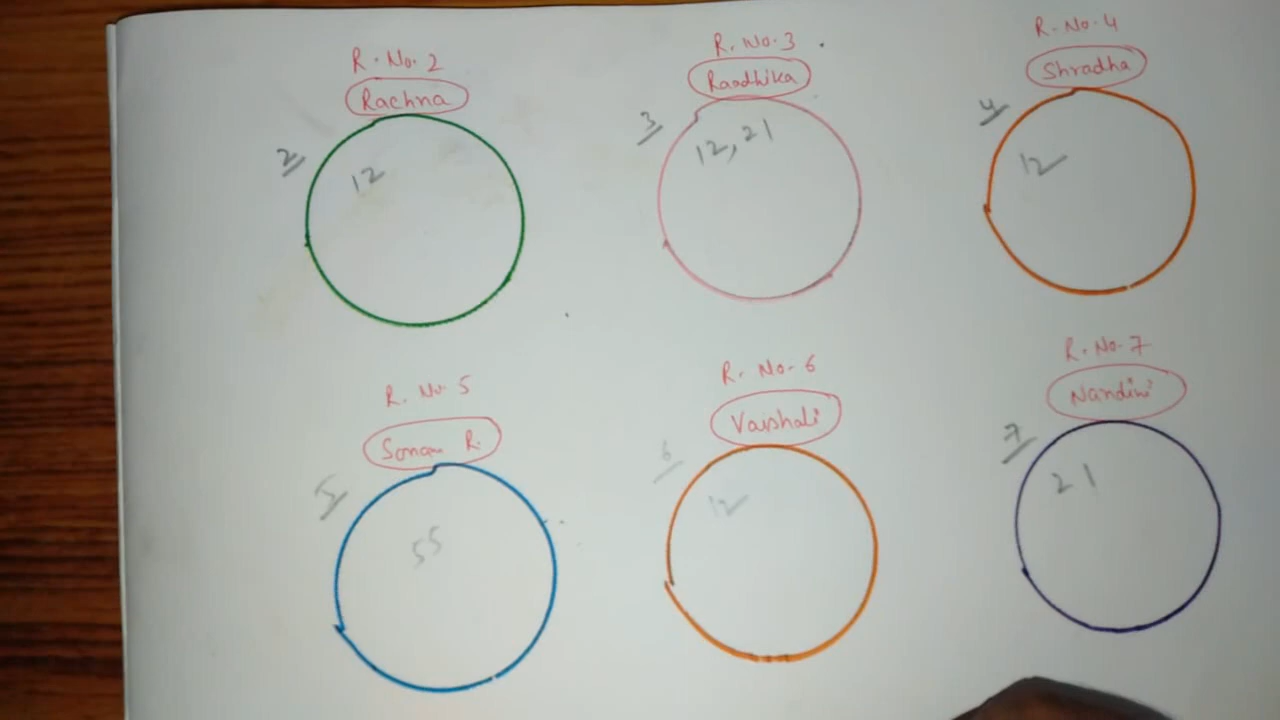 R. No. 2
Rachna
2
12
R. No. 3
Raadhika
3
12, 21
R. No. 4
Shradha
4
12
R. No. 5
Sonam R.
5
55
R. No. 6
Vaishali
6
12
R. No. 7
Nandini
7
21